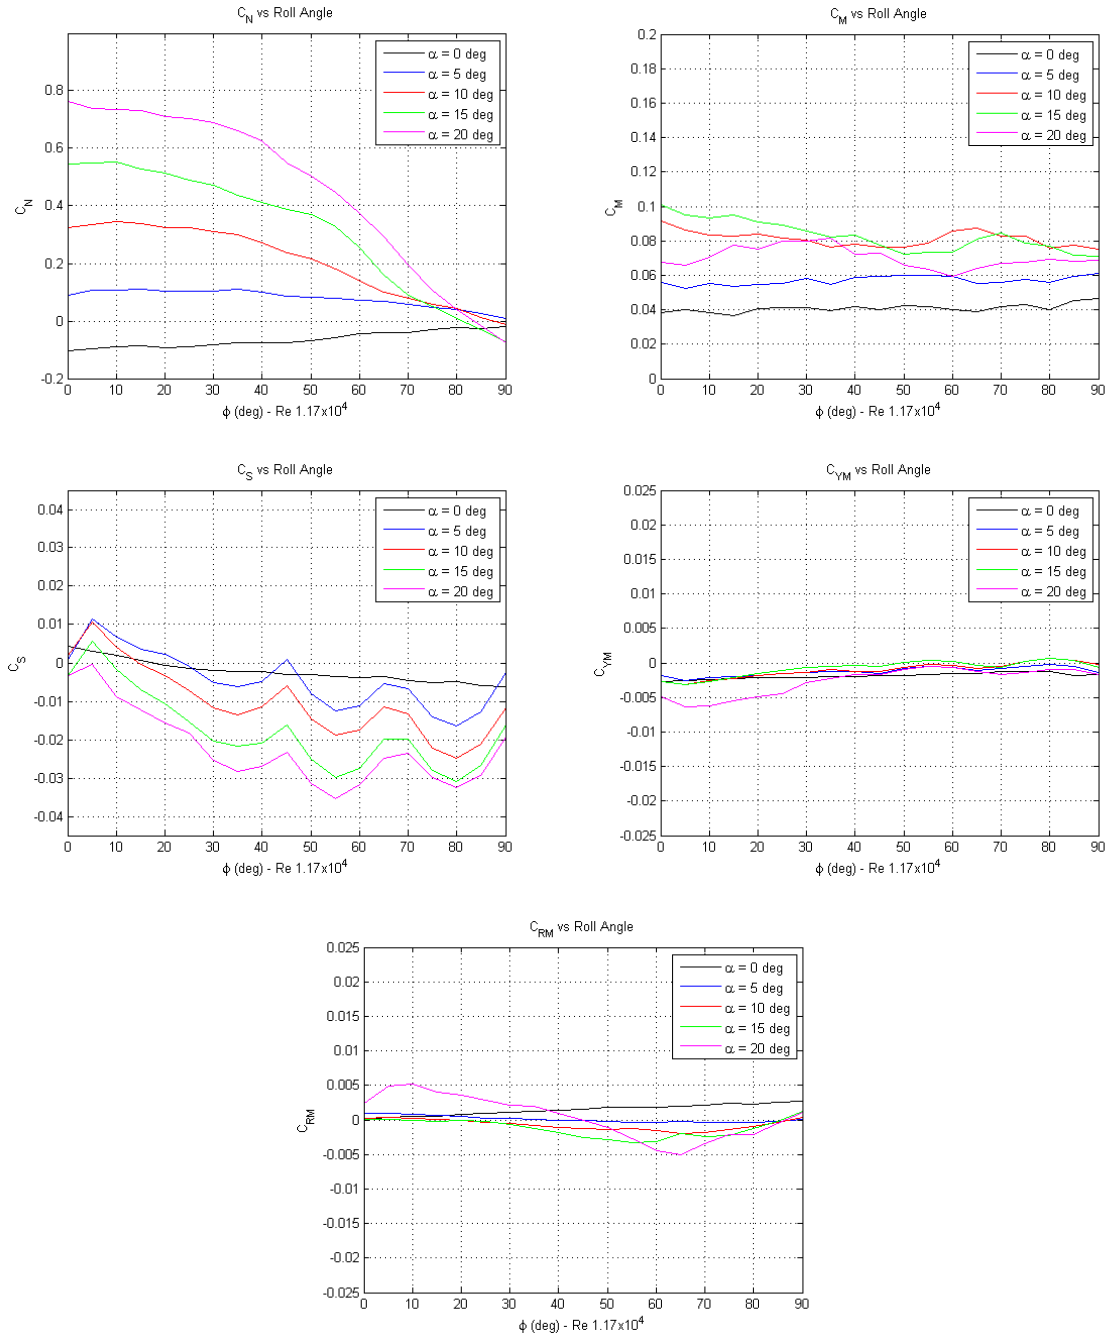 C_N vs Roll Angle
α = 0 deg
α = 5 deg
α = 10 deg
α = 15 deg
α = 20 deg
0.8
0.6
0.4
0.2
0
-0.2
C_N
0 10 20 30 40 50 60 70 80 90
ϕ (deg) - Re 1.17x10^4
C_M vs Roll Angle
α = 0 deg
α = 5 deg
α = 10 deg
α = 15 deg
α = 20 deg
0.2
0.18
0.16
0.14
0.12
0.1
0.08
0.06
0.04
0.02
0
C_M
0 10 20 30 40 50 60 70 80 90
ϕ (deg) - Re 1.17x10^4
C_S vs Roll Angle
α = 0 deg
α = 5 deg
α = 10 deg
α = 15 deg
α = 20 deg
0.04
0.03
0.02
0.01
0
-0.01
-0.02
-0.03
-0.04
C_S
0 10 20 30 40 50 60 70 80 90
ϕ (deg) - Re 1.17x10^4
C_YM vs Roll Angle
α = 0 deg
α = 5 deg
α = 10 deg
α = 15 deg
α = 20 deg
0.025
0.02
0.015
0.01
0.005
0
-0.005
-0.01
-0.015
-0.02
-0.025
C_YM
0 10 20 30 40 50 60 70 80 90
ϕ (deg) - Re 1.17x10^4
C_RM vs Roll Angle
α = 0 deg
α = 5 deg
α = 10 deg
α = 15 deg
α = 20 deg
0.025
0.02
0.015
0.01
0.005
0
-0.005
-0.01
-0.015
-0.02
-0.025
C_RM
0 10 20 30 40 50 60 70 80 90
ϕ (deg) - Re 1.17x10^4